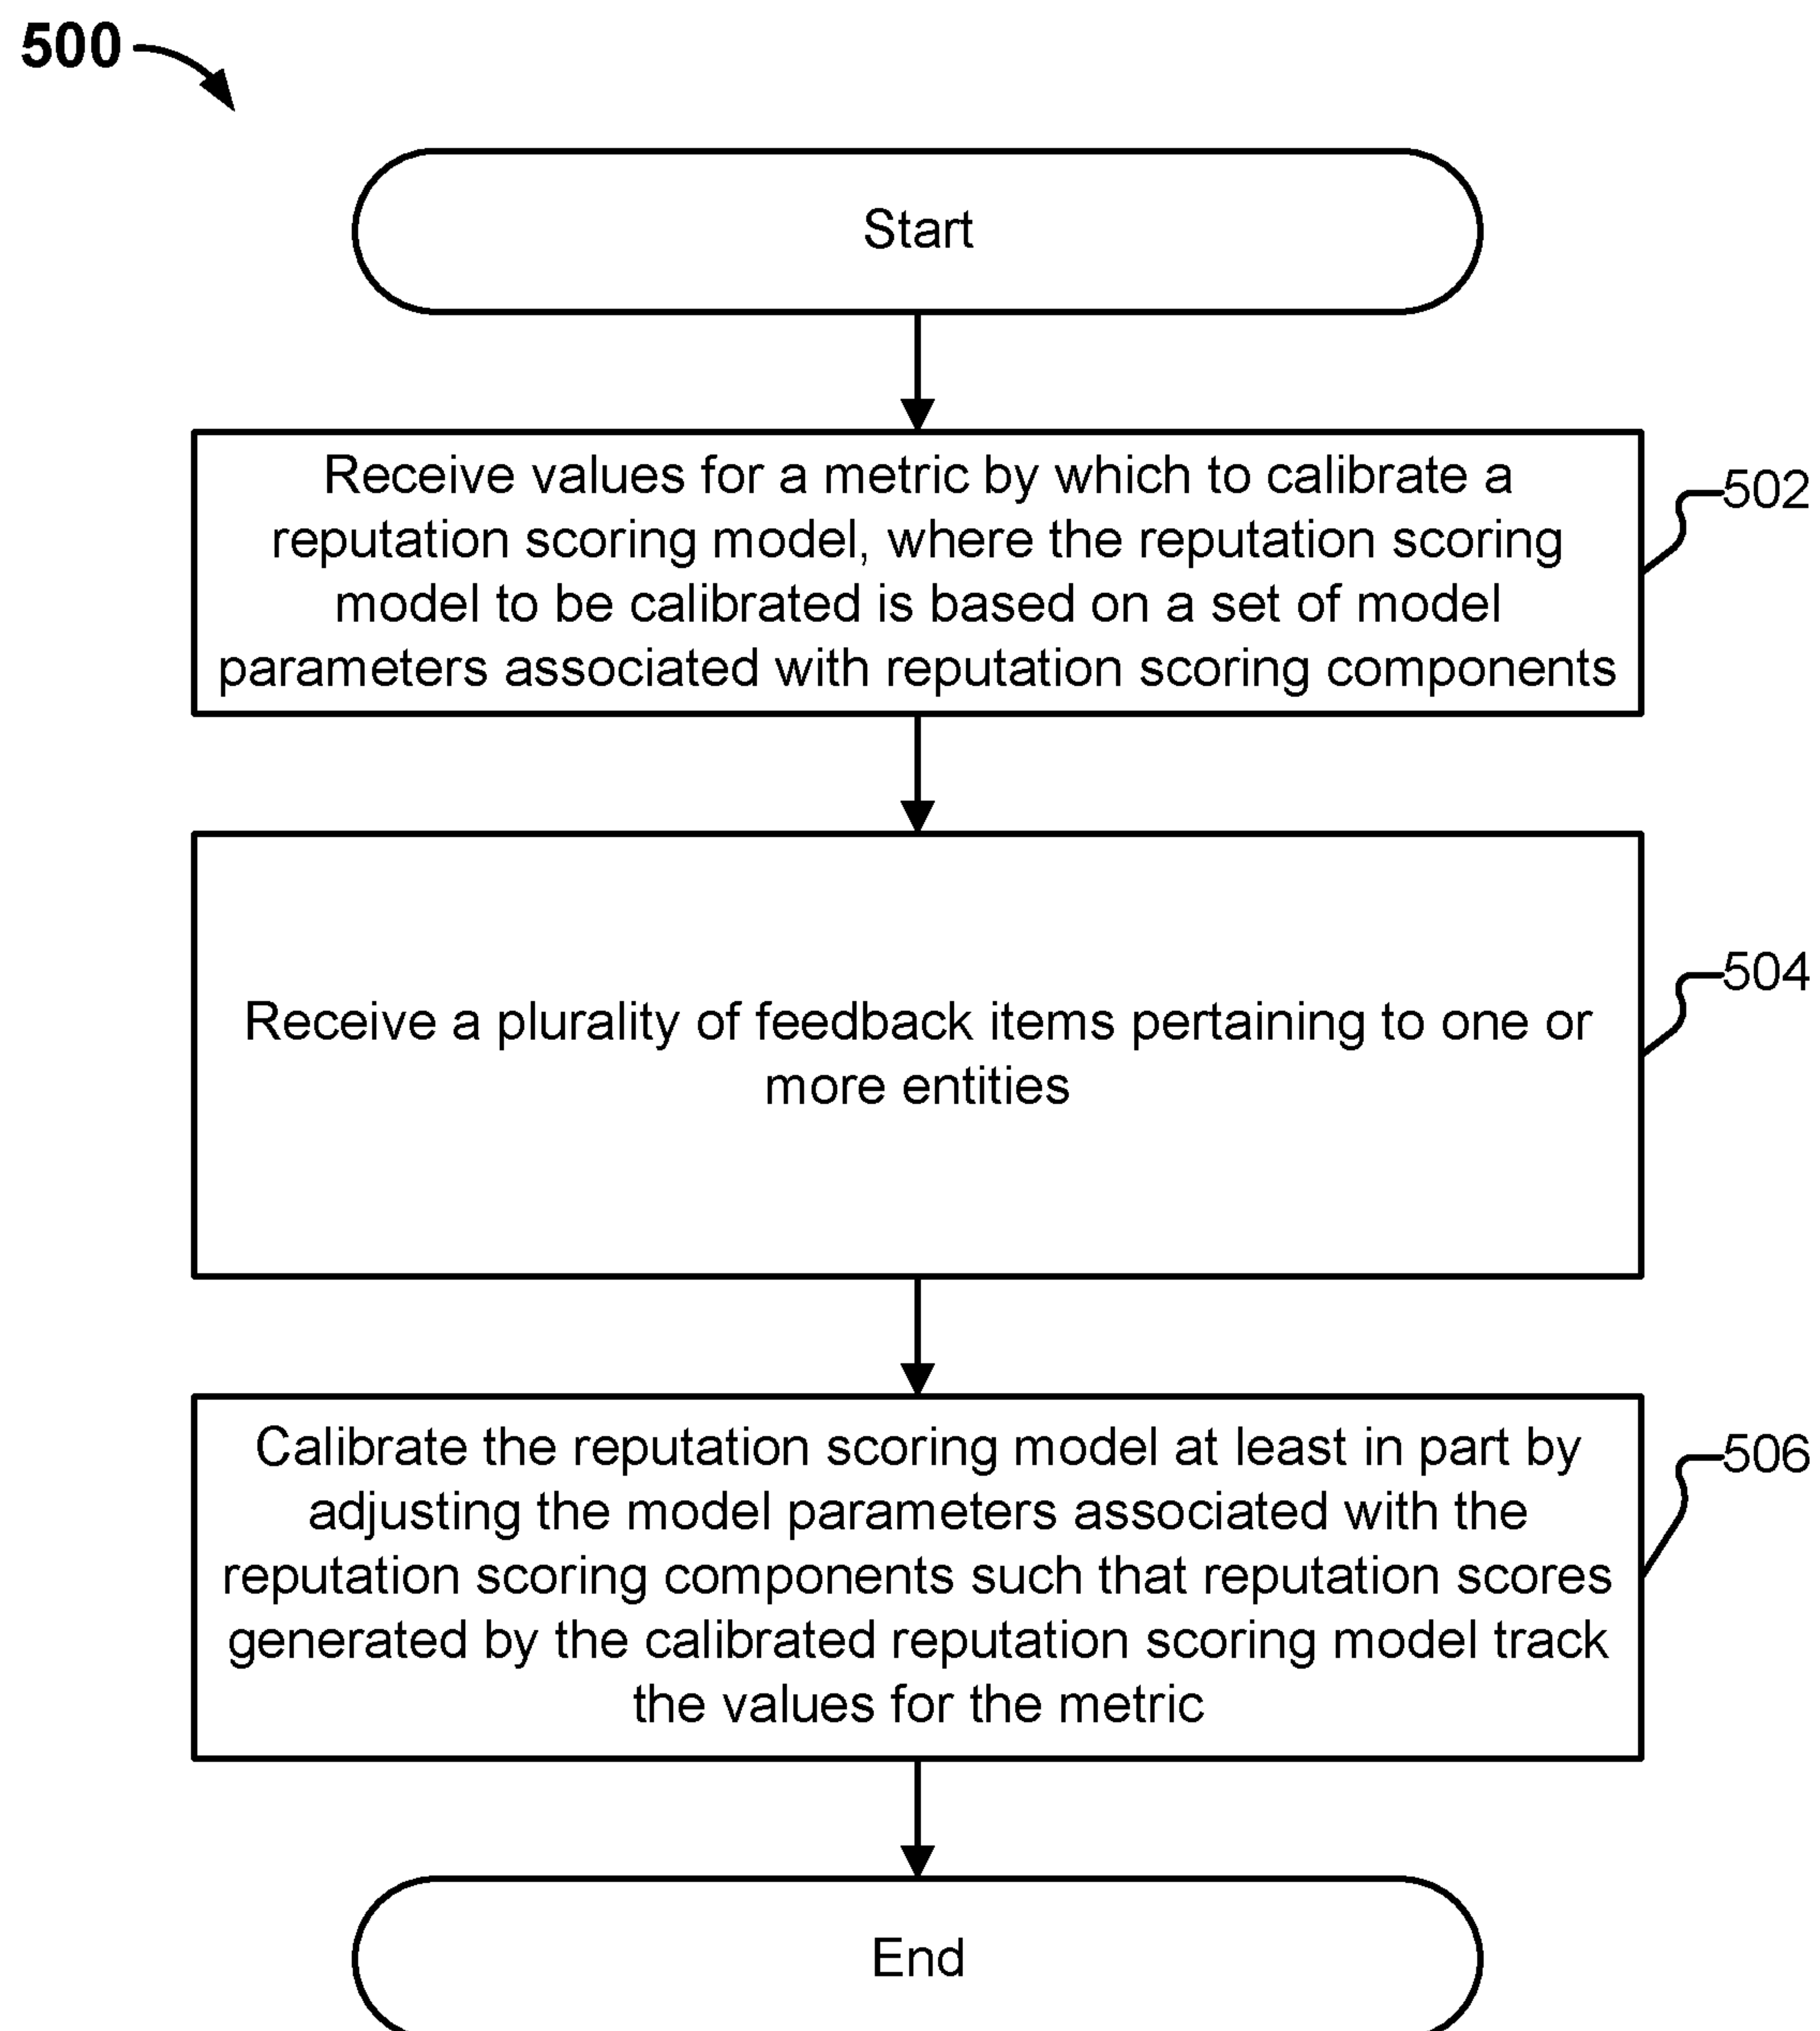 500
Start
Receive values for a metric by which to calibrate a
reputation scoring model, where the reputation scoring
model to be calibrated is based on a set of model
parameters associated with reputation scoring components
502
Receive a plurality of feedback items pertaining to one or
more entities
504
Calibrate the reputation scoring model at least in part by
adjusting the model parameters associated with the
reputation scoring components such that reputation scores
generated by the calibrated reputation scoring model track
the values for the metric
506
End